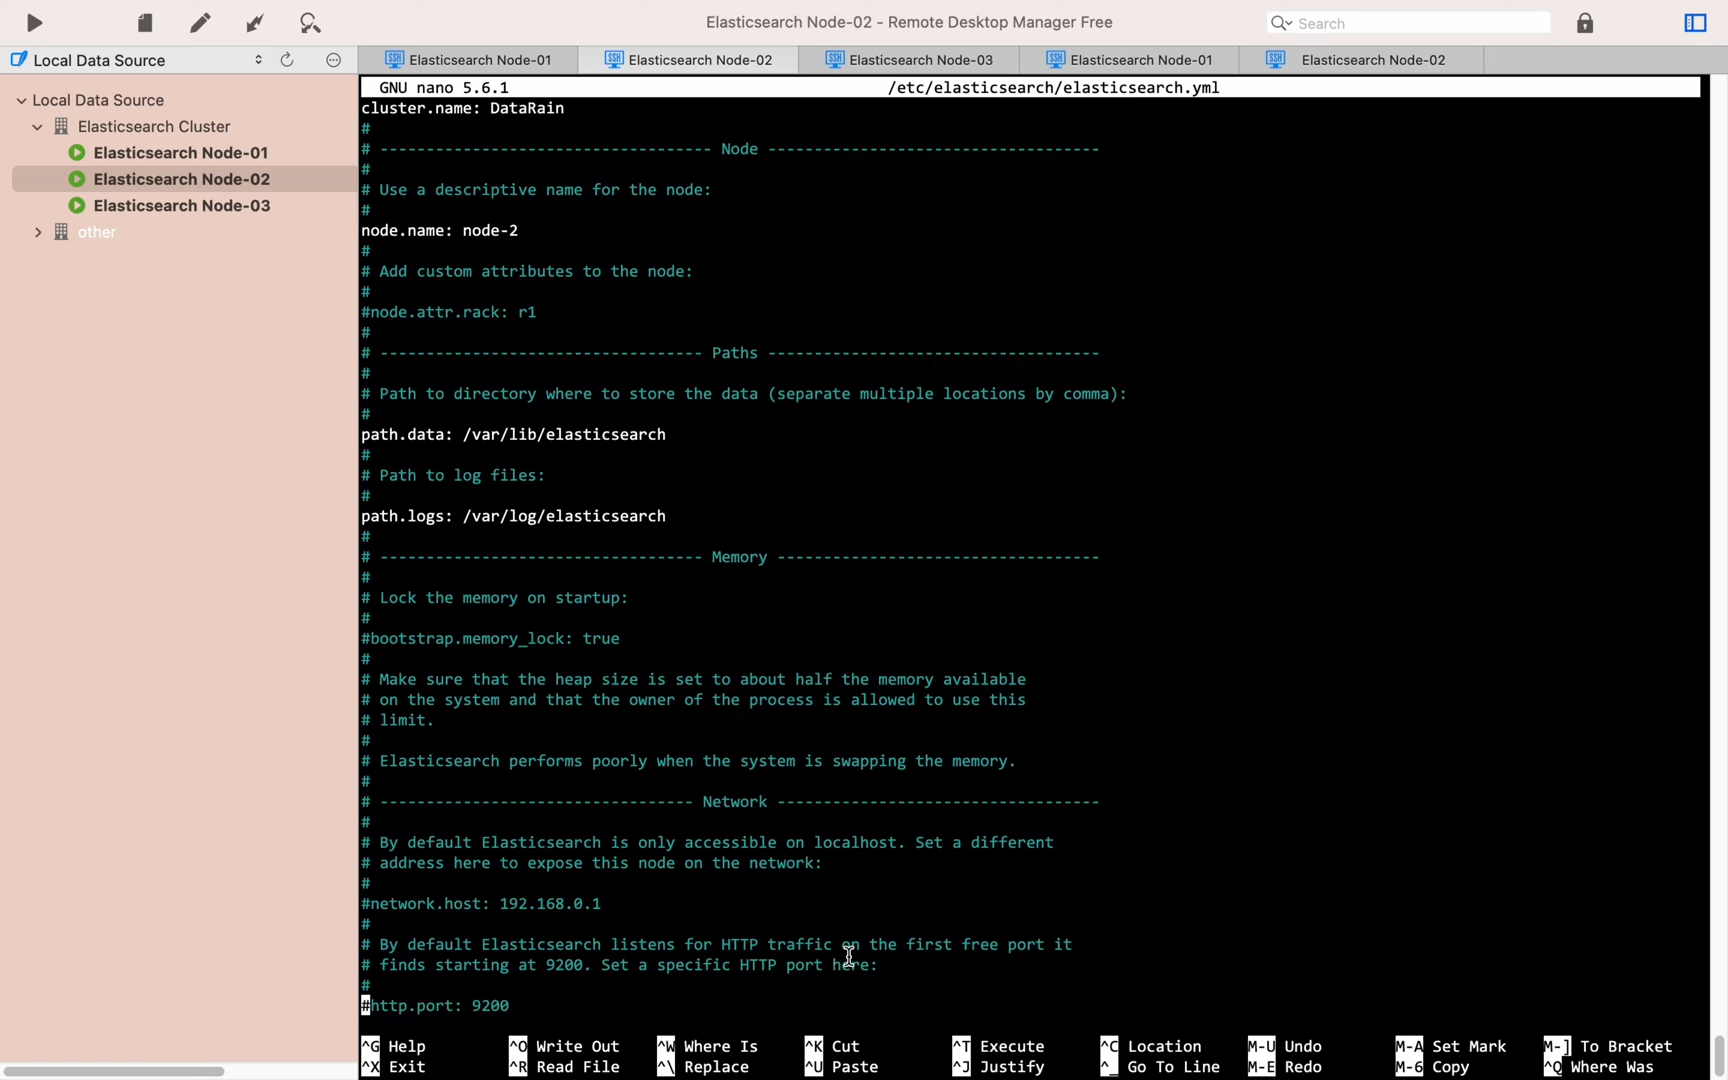 Elasticsearch Node-02 - Remote Desktop Manager Free
Search
Local Data Source
Elasticsearch Node-01
Elasticsearch Node-02
Elasticsearch Node-03
Elasticsearch Node-01
Elasticsearch Node-02
Local Data Source
Elasticsearch Cluster
Elasticsearch Node-01
Elasticsearch Node-02
Elasticsearch Node-03
other
GNU nano 5.6.1 /etc/elasticsearch/elasticsearch.yml
cluster.name: DataRain
#
# ------------------------------------ Node ------------------------------------
#
# Use a descriptive name for the node:
#
node.name: node-2
#
# Add custom attributes to the node:
#
#node.attr.rack: r1
#
# ----------------------------------- Paths ------------------------------------
#
# Path to directory where to store the data (separate multiple locations by comma):
#
path.data: /var/lib/elasticsearch
#
# Path to log files:
#
path.logs: /var/log/elasticsearch
#
# ----------------------------------- Memory -----------------------------------
#
# Lock the memory on startup:
#
#bootstrap.memory_lock: true
#
# Make sure that the heap size is set to about half the memory available
# on the system and that the owner of the process is allowed to use this
# limit.
#
# Elasticsearch performs poorly when the system is swapping the memory.
#
# ---------------------------------- Network -----------------------------------
#
# By default Elasticsearch is only accessible on localhost. Set a different
# address here to expose this node on the network:
#
#network.host: 192.168.0.1
#
# By default Elasticsearch listens for HTTP traffic on the first free port it
# finds starting at 9200. Set a specific HTTP port here:
#
#http.port: 9200
^G Help ^O Write Out ^W Where Is ^K Cut ^T Execute ^C Location M-U Undo M-A Set Mark M-] To Bracket
^X Exit ^R Read File ^\ Replace ^U Paste ^J Justify ^_ Go To Line M-E Redo M-6 Copy ^Q Where Was